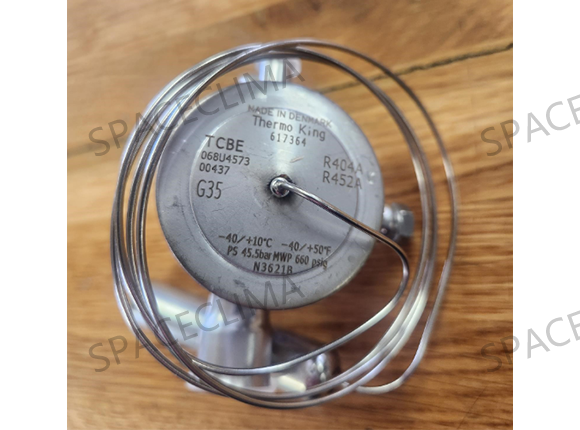 SPACECLIMA
SPACE
MADE IN DENMARK
Thermo King
617364
TCBE
068U4573
00437
G35
R404A
R452A
-40/+10°C -40/+50°F
PS 45.5bar MWP 660 psig
N3621B
SPACECLIMA
SPACE